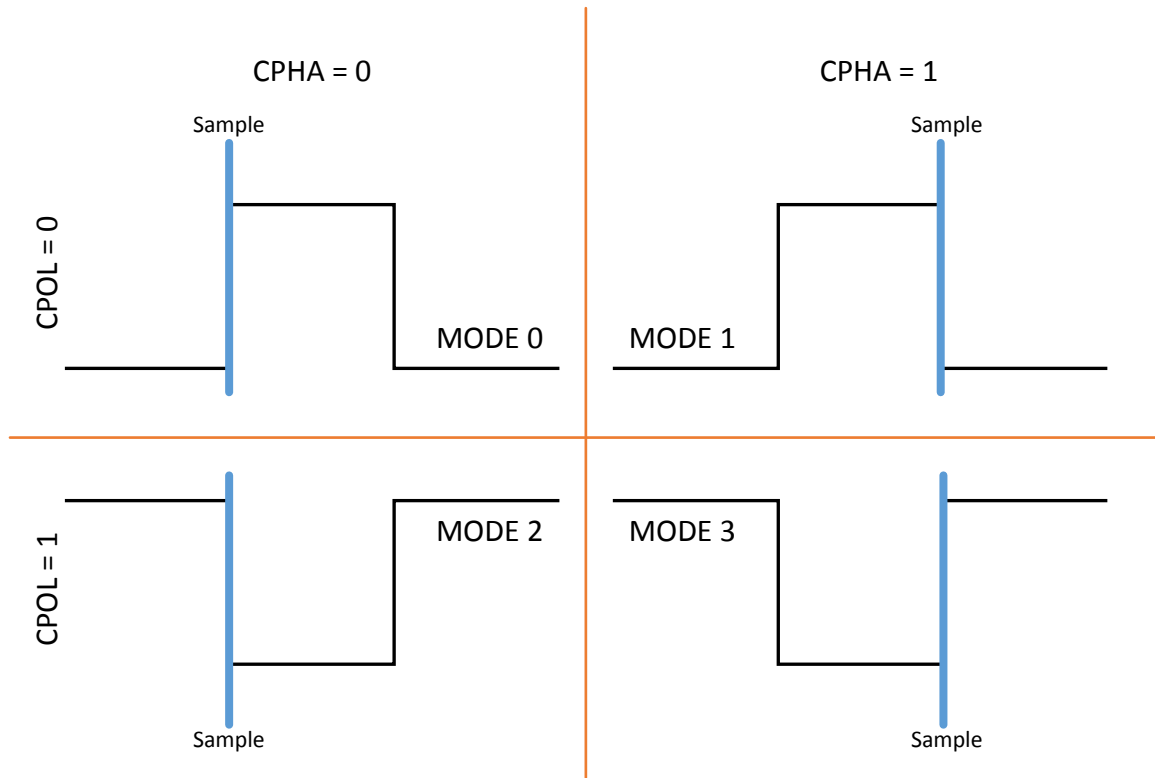 CPHA = 0
CPHA = 1
Sample
Sample
CPOL = 0
MODE 0
MODE 1
CPOL = 1
MODE 2
MODE 3
Sample
Sample